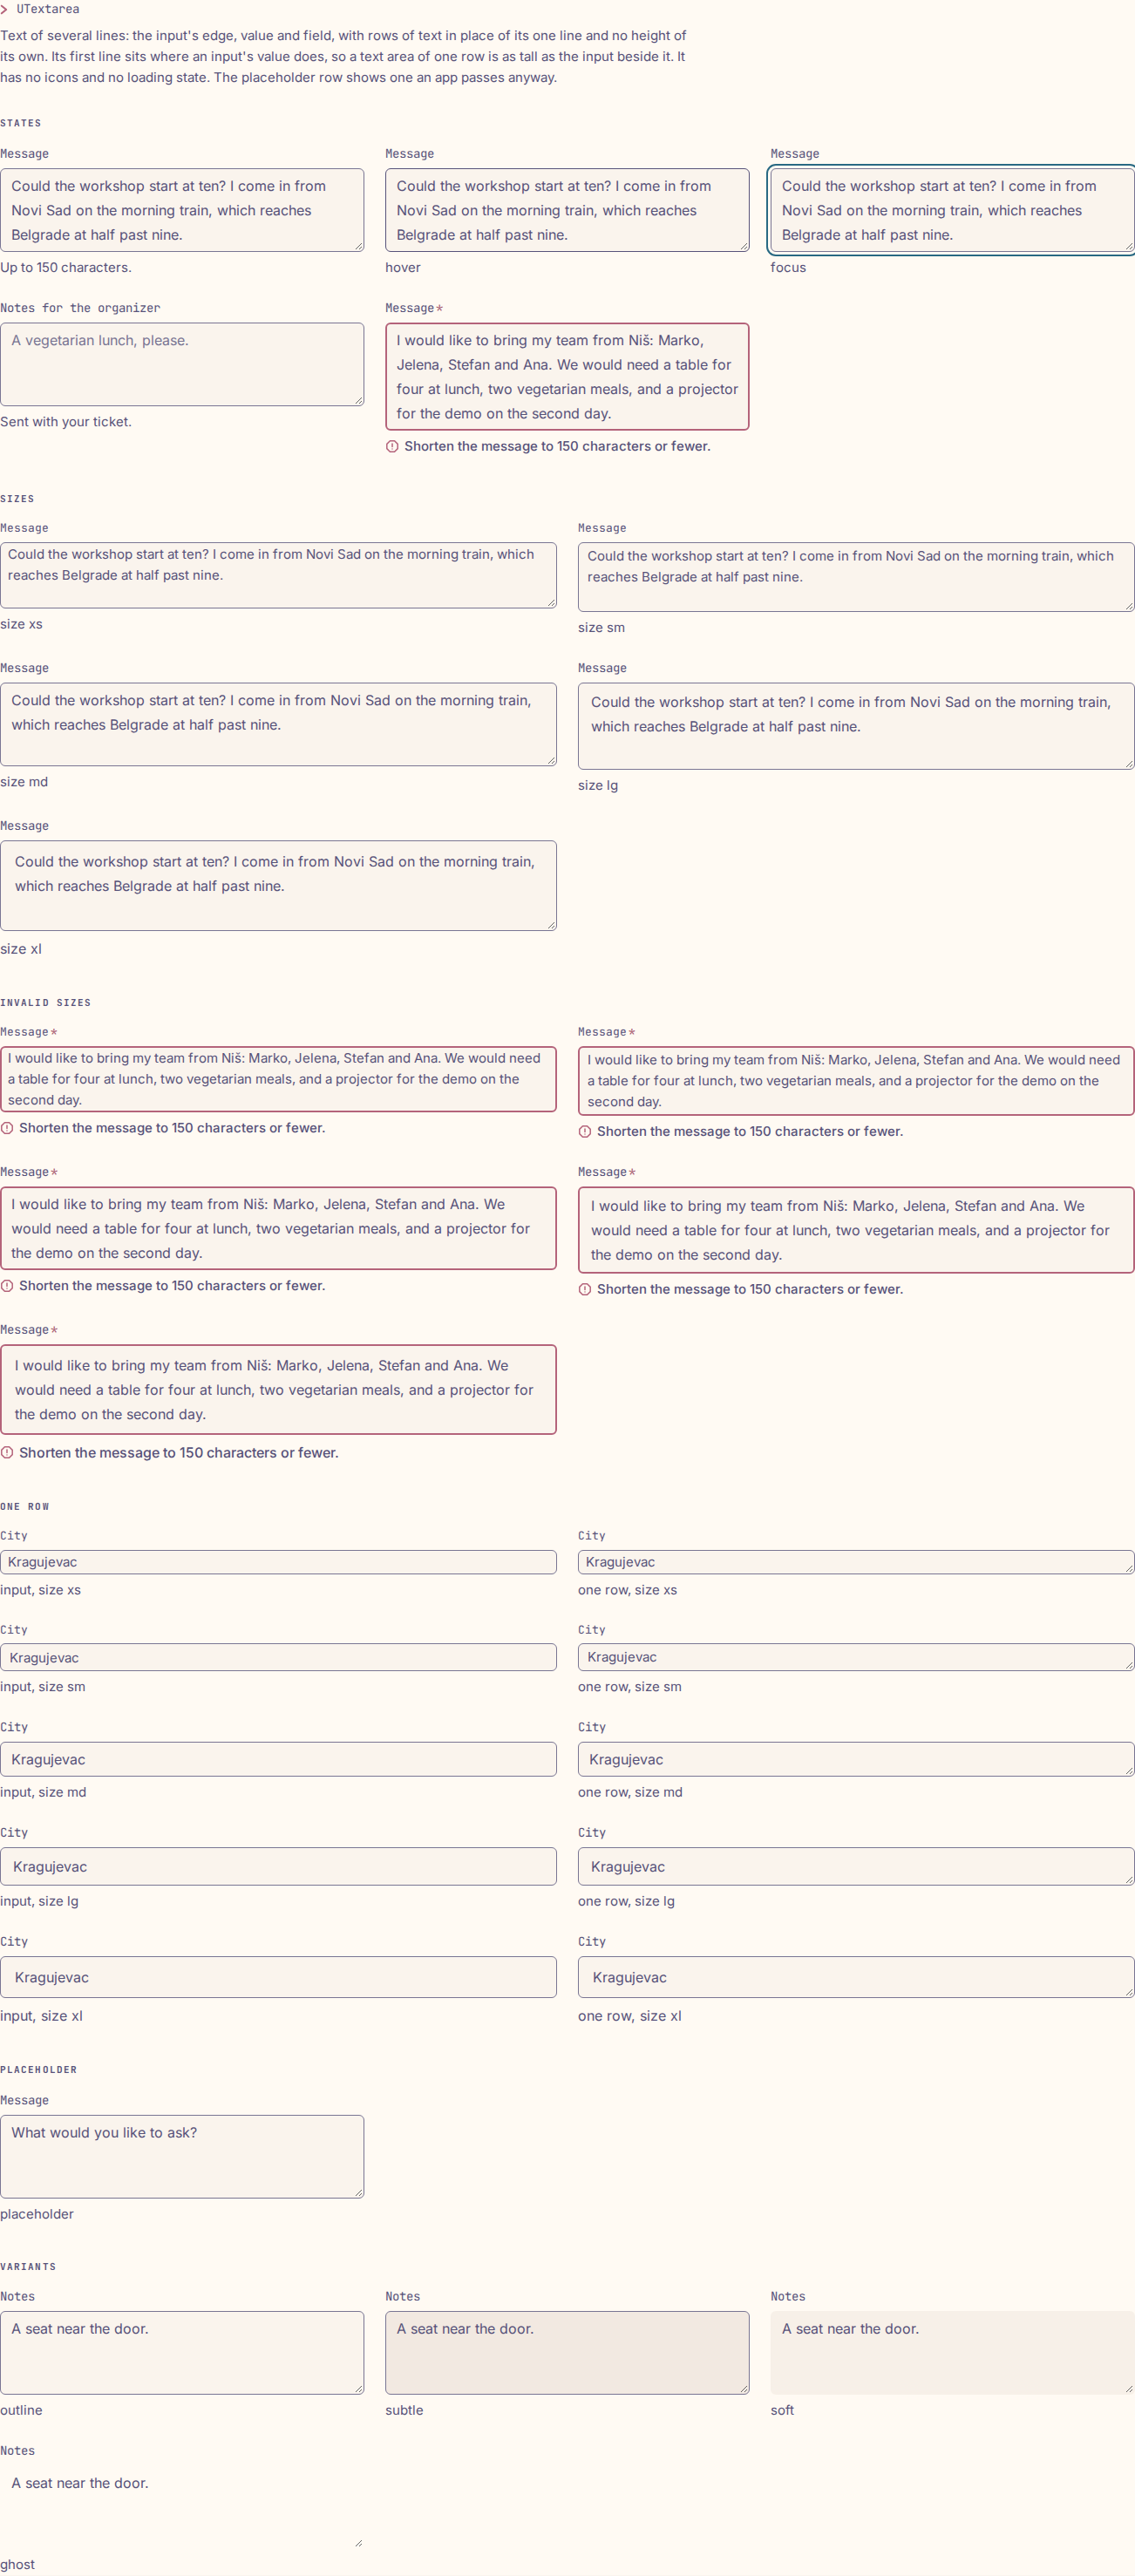 UTextarea
Text of several lines: the input's edge, value and field, with rows of text in place of its one line and no height of
its own. Its first line sits where an input's value does, so a text area of one row is as tall as the input beside it. It
has no icons and no loading state. The placeholder row shows one an app passes anyway.
STATES
Message
Could the workshop start at ten? I come in from
Novi Sad on the morning train, which reaches
Belgrade at half past nine.
Up to 150 characters.
Message
Could the workshop start at ten? I come in from
Novi Sad on the morning train, which reaches
Belgrade at half past nine.
hover
Message
Could the workshop start at ten? I come in from
Novi Sad on the morning train, which reaches
Belgrade at half past nine.
focus
Notes for the organizer
A vegetarian lunch, please.
Sent with your ticket.
Message*
I would like to bring my team from Niš: Marko,
Jelena, Stefan and Ana. We would need a table for
four at lunch, two vegetarian meals, and a projector
for the demo on the second day.
Shorten the message to 150 characters or fewer.
SIZES
Message
Could the workshop start at ten? I come in from Novi Sad on the morning train, which
reaches Belgrade at half past nine.
size xs
Message
Could the workshop start at ten? I come in from Novi Sad on the morning train, which
reaches Belgrade at half past nine.
size sm
Message
Could the workshop start at ten? I come in from Novi Sad on the morning train,
which reaches Belgrade at half past nine.
size md
Message
Could the workshop start at ten? I come in from Novi Sad on the morning train,
which reaches Belgrade at half past nine.
size lg
Message
Could the workshop start at ten? I come in from Novi Sad on the morning train,
which reaches Belgrade at half past nine.
size xl
INVALID SIZES
Message*
I would like to bring my team from Niš: Marko, Jelena, Stefan and Ana. We would need
a table for four at lunch, two vegetarian meals, and a projector for the demo on the
second day.
Shorten the message to 150 characters or fewer.
Message*
I would like to bring my team from Niš: Marko, Jelena, Stefan and Ana. We would need
a table for four at lunch, two vegetarian meals, and a projector for the demo on the
second day.
Shorten the message to 150 characters or fewer.
Message*
I would like to bring my team from Niš: Marko, Jelena, Stefan and Ana. We
would need a table for four at lunch, two vegetarian meals, and a projector for
the demo on the second day.
Shorten the message to 150 characters or fewer.
Message*
I would like to bring my team from Niš: Marko, Jelena, Stefan and Ana. We
would need a table for four at lunch, two vegetarian meals, and a projector for
the demo on the second day.
Shorten the message to 150 characters or fewer.
Message*
I would like to bring my team from Niš: Marko, Jelena, Stefan and Ana. We
would need a table for four at lunch, two vegetarian meals, and a projector for
the demo on the second day.
Shorten the message to 150 characters or fewer.
ONE ROW
City
Kragujevac
input, size xs
City
Kragujevac
one row, size xs
City
Kragujevac
input, size sm
City
Kragujevac
one row, size sm
City
Kragujevac
input, size md
City
Kragujevac
one row, size md
City
Kragujevac
input, size lg
City
Kragujevac
one row, size lg
City
Kragujevac
input, size xl
City
Kragujevac
one row, size xl
PLACEHOLDER
Message
What would you like to ask?
placeholder
VARIANTS
Notes
A seat near the door.
outline
Notes
A seat near the door.
subtle
Notes
A seat near the door.
soft
Notes
A seat near the door.
ghost